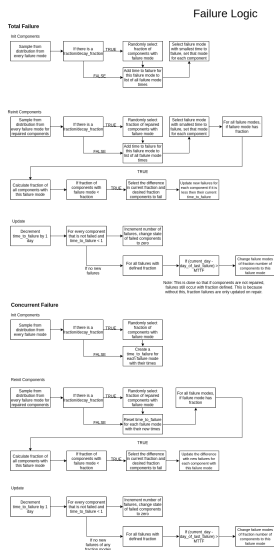 Failure Logic
Total Failure
Init Components
Sample from
distribution from
every failure mode
If there is a
fraction/decay_fraction
TRUE
Randomly select
fraction of
components with
failure mode
Select failure mode
with smallest time to
failure, set that mode
for each component
FALSE
Add time to failure for
this failure mode to
list of all failure mode
times
Reinit Components
Sample from
distribution from
every failure mode for
repaired components
If there is a
fraction/decay_fraction
TRUE
Randomly select
fraction of repaired
components with
failure mode
Select failure mode
with smallest time to
failure, set that mode
for each component
For all failure modes,
if failure mode has
fraction
FALSE
Add time to failure for
this failure mode to
list of all failure mode
times
TRUE
Calculate fraction of
all components with
this failure mode
If fraction of
components with
failure mode <
fraction
TRUE
Select the difference
in current fraction and
desired fraction
components to fail
Update new failures for
each component if it is
less then their current
time_to_failure
Update
Decrement
time_to_failure by 1
day
For every component
that is not failed and
time_to_failure < 1
Increment number of
failures, change state
of failed components
to zero
If no new
failures
For all failures with
defined fraction
If (current_day -
day_of_last_failure) >
MTTF
Change failure modes
of fraction number of
components to this
failure mode
Note: This is done so that if components are not repaired,
failures still occur with fraction defined. This is because
without this, fraction failures are only updated on repair.
Concurrent Failure
Init Components
Sample from
distribution from
every failure mode
If there is a
fraction/decay_fraction
TRUE
Randomly select
fraction of
components with
failure mode
FALSE
Create a
time_to_failure for
each failure mode
with their times
Reinit Components
Sample from
distribution from
every failure mode for
repaired components
If there is a
fraction/decay_fraction
TRUE
Randomly select
fraction of repaired
components with
failure mode
For all failure modes,
if failure mode has
fraction
FALSE
Reset time_to_failure
for each failure mode
with their new times
TRUE
Calculate fraction of
all components with
this failure mode
If fraction of
components with
failure mode <
fraction
TRUE
Select the difference
in current fraction and
desired fraction
components to fail
Update the difference
with new failures for
each component with
this failure mode
Update
Decrement
time_to_failure by 1
day
For every component
that is not failed and
time_to_failure < 1
Increment number of
failures, change state
of failed components
to zero
If no new
failures of any
fraction modes
For all failures with
defined fraction
If (current_day -
day_of_last_failure) >
MTTF
Change failure modes
of fraction number of
components to this
failure mode